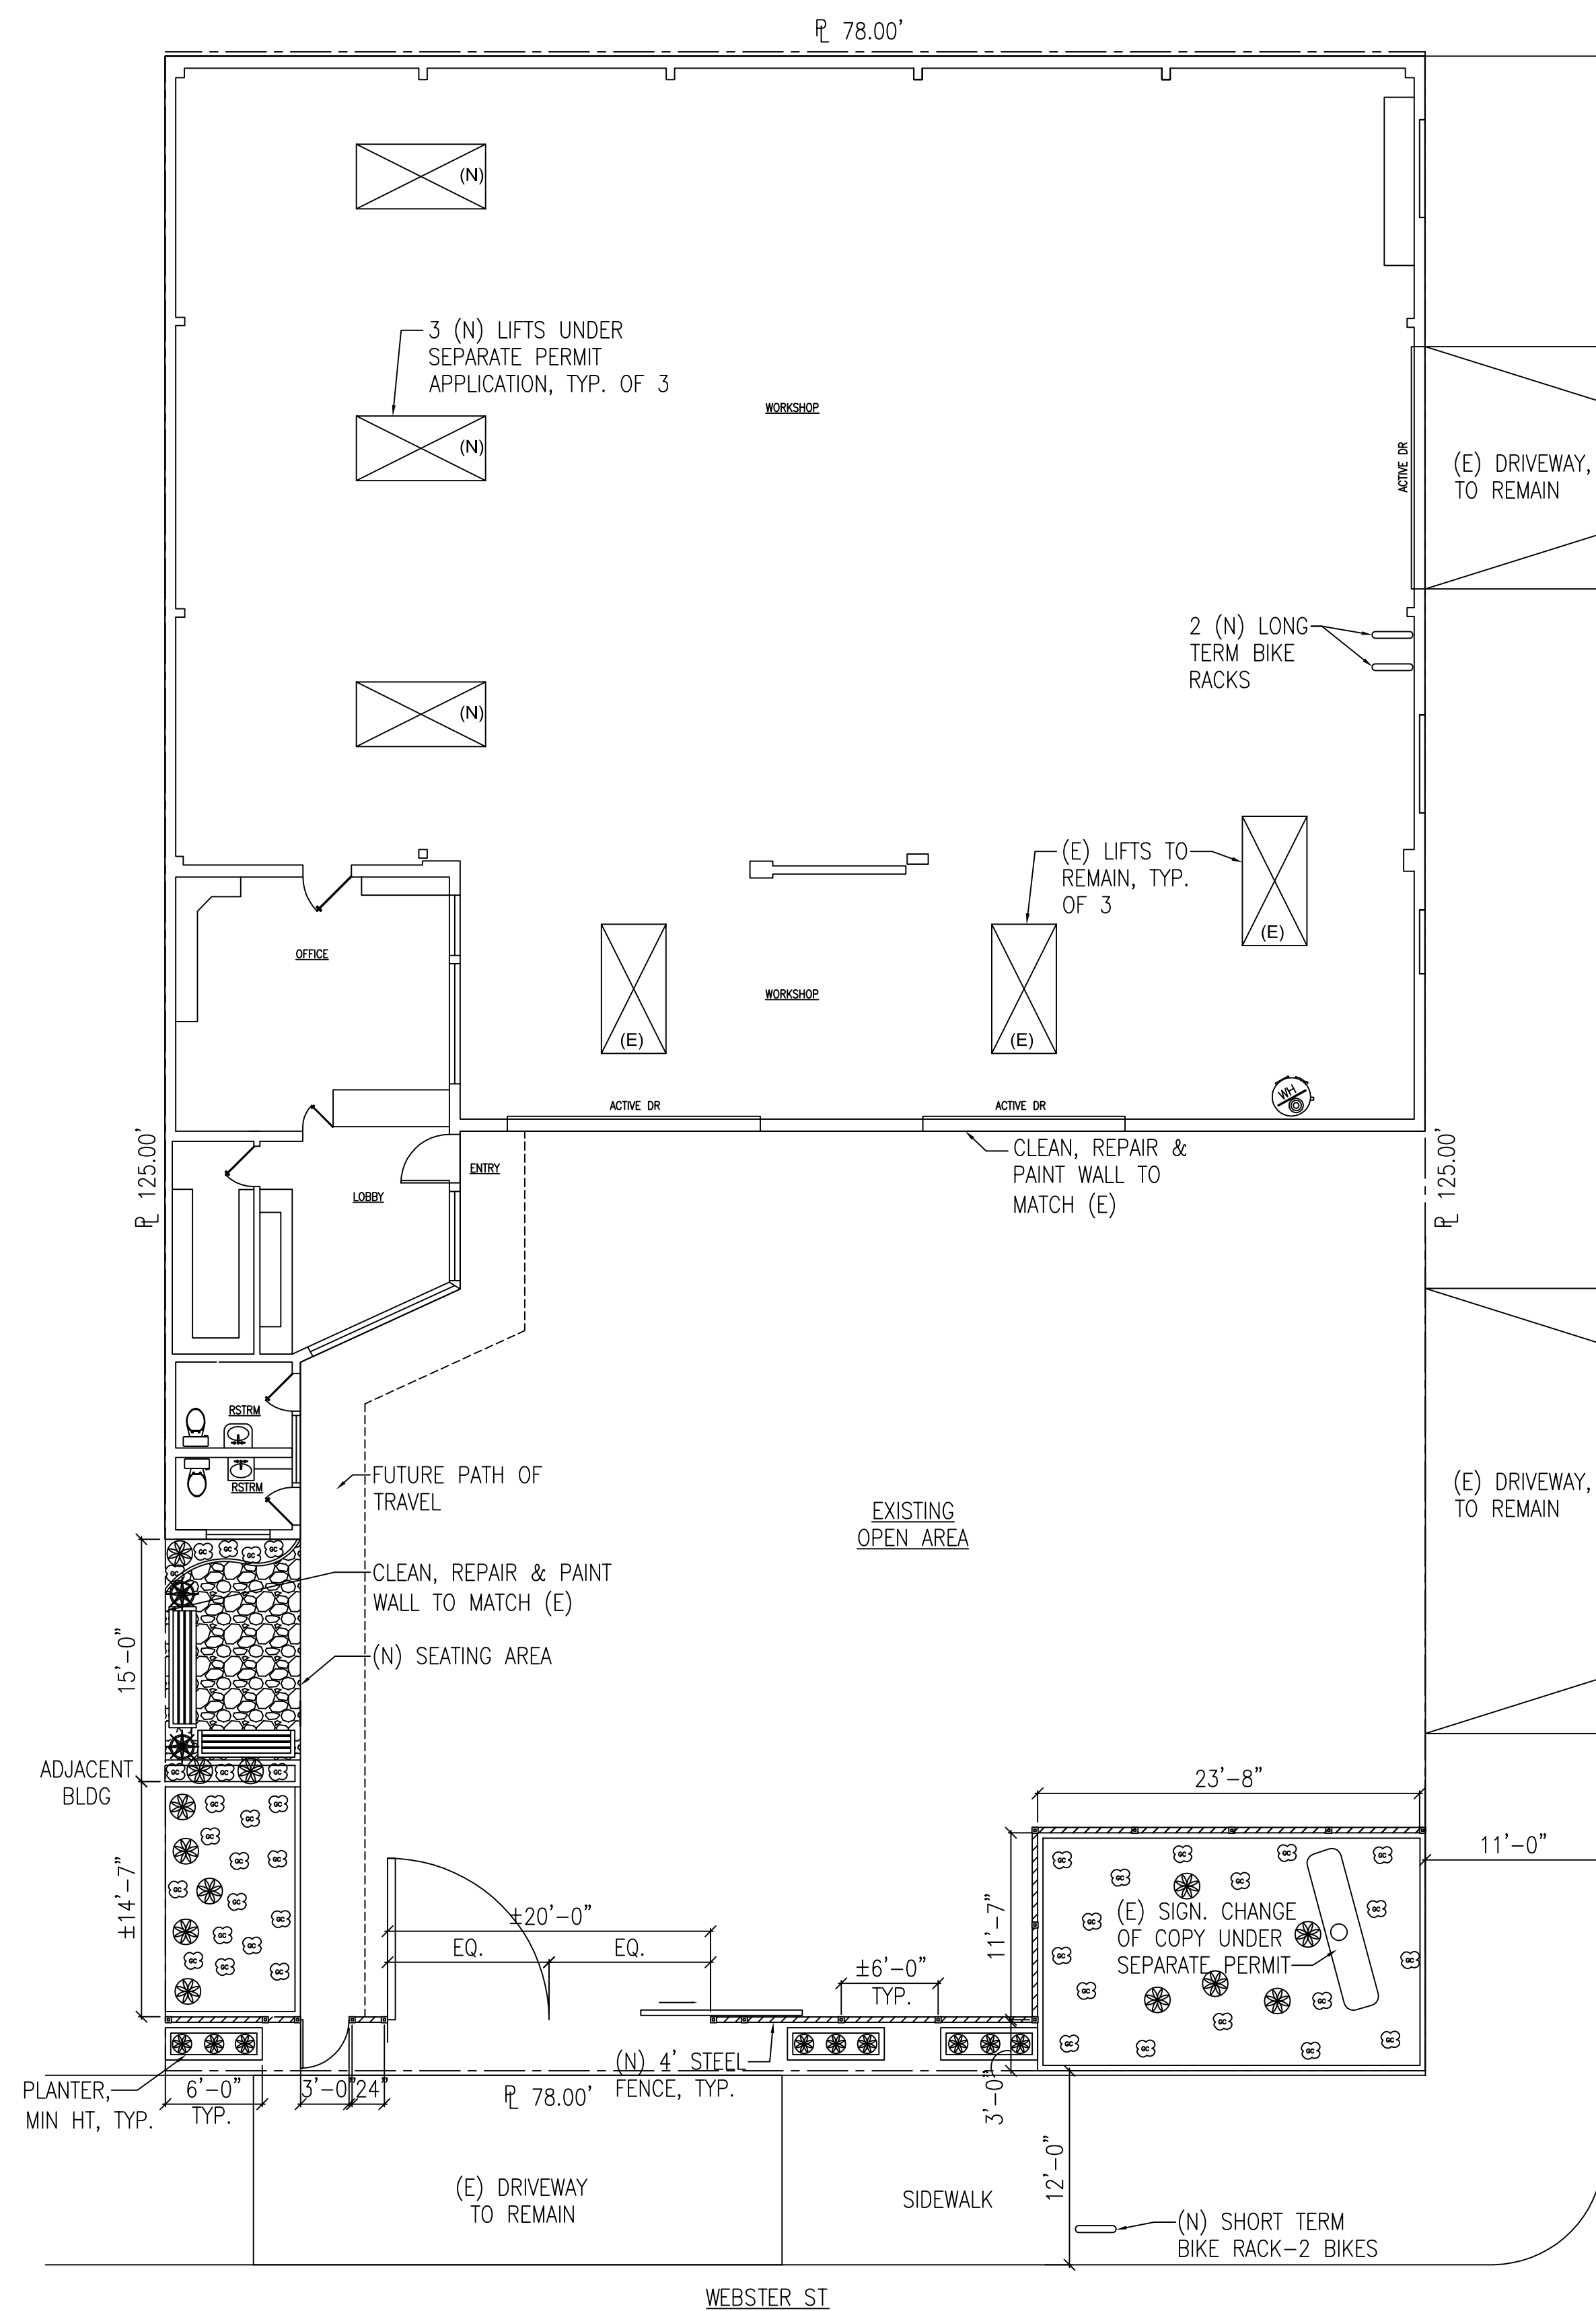 PL 78.00'
(N)
3 (N) LIFTS UNDER
SEPARATE PERMIT
APPLICATION, TYP. OF 3
WORKSHOP
(N)
ACTIVE DR
(E) DRIVEWAY,
TO REMAIN
2 (N) LONG
TERM BIKE
RACKS
(N)
(E) LIFTS TO
REMAIN, TYP.
OF 3
(E)
OFFICE
WORKSHOP
(E)
(E)
WH
ACTIVE DR
ACTIVE DR
PL 125.00'
CLEAN, REPAIR &
PAINT WALL TO
MATCH (E)
PL 125.00'
ENTRY
LOBBY
RSTRM
RSTRM
FUTURE PATH OF
TRAVEL
EXISTING
OPEN AREA
(E) DRIVEWAY,
TO REMAIN
CLEAN, REPAIR & PAINT
WALL TO MATCH (E)
15'-0"
(N) SEATING AREA
ADJACENT
BLDG
23'-8"
11'-0"
±14'-7"
±20'-0"
EQ.
EQ.
±6'-0"
TYP.
11'-7"
(E) SIGN. CHANGE
OF COPY UNDER
SEPARATE PERMIT
(N) 4' STEEL
FENCE, TYP.
PLANTER,
MIN HT, TYP.
6'-0"
TYP.
3'-0"
24"
PL 78.00'
3'-0"
12'-0"
(E) DRIVEWAY
TO REMAIN
SIDEWALK
(N) SHORT TERM
BIKE RACK-2 BIKES
WEBSTER ST